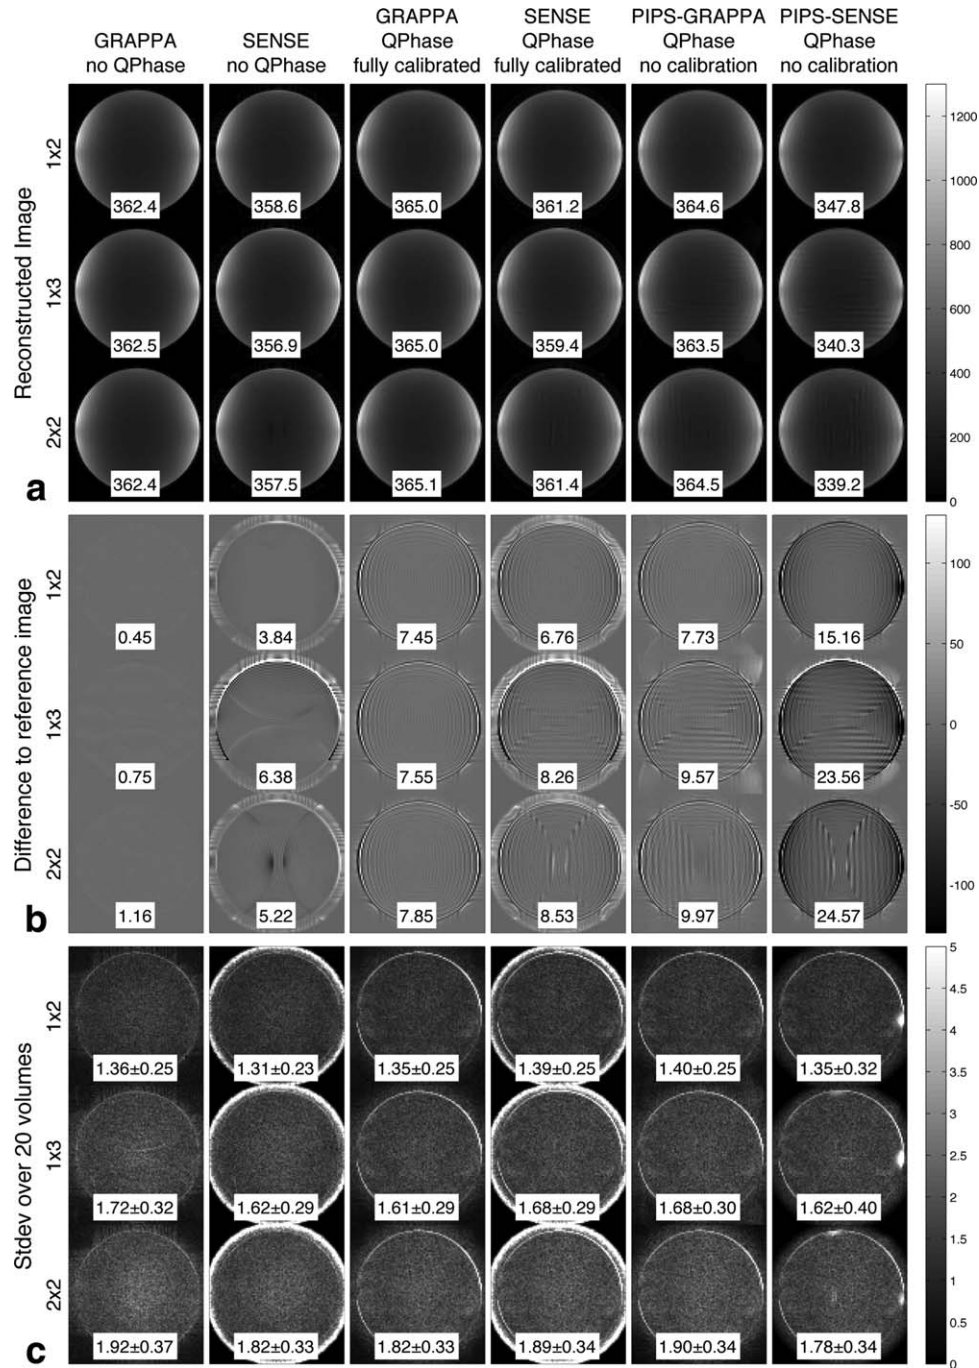 GRAPPA
no QPhase
SENSE
no QPhase
GRAPPA
QPhase
fully calibrated
SENSE
QPhase
fully calibrated
PIPS-GRAPPA
QPhase
no calibration
PIPS-SENSE
QPhase
no calibration
Reconstructed Image
1x2
362.4 358.6 365.0 361.2 364.6 347.8
1x3
362.5 356.9 365.0 359.4 363.5 340.3
2x2
362.4 357.5 365.1 361.4 364.5 339.2
a
1200
1000
800
600
400
200
0
Difference to reference image
1x2
0.45 3.84 7.45 6.76 7.73 15.16
1x3
0.75 6.38 7.55 8.26 9.57 23.56
2x2
1.16 5.22 7.85 8.53 9.97 24.57
b
100
50
0
-50
-100
Stdev over 20 volumes
1x2
1.36±0.25 1.31±0.23 1.35±0.25 1.39±0.25 1.40±0.25 1.35±0.32
1x3
1.72±0.32 1.62±0.29 1.61±0.29 1.68±0.29 1.68±0.30 1.62±0.40
2x2
1.92±0.37 1.82±0.33 1.82±0.33 1.89±0.34 1.90±0.34 1.78±0.34
c
5
4.5
4
3.5
3
2.5
2
1.5
1
0.5
0